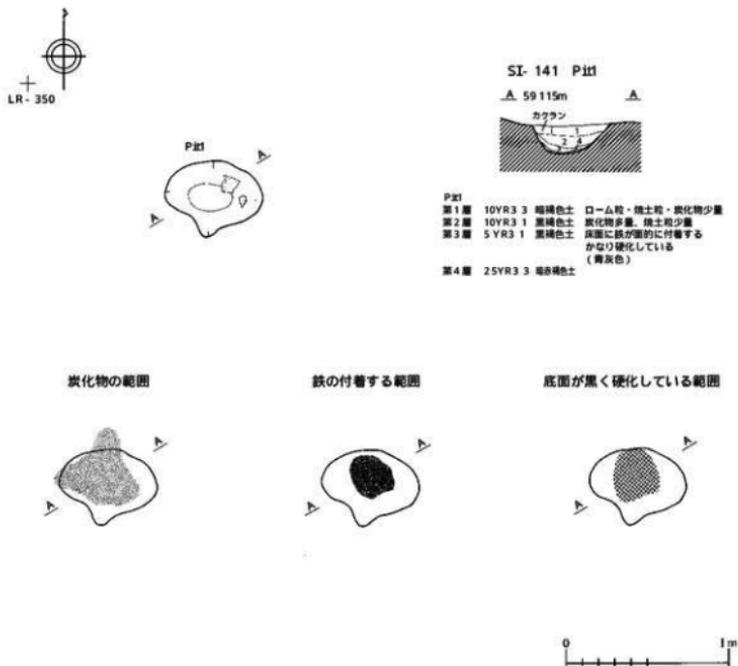 LR - 350
SI- 141 Pit1
A 59 115m A
カクラン
1 1
2 4
3
Pit1
A
A
Pit1
第1層 10YR3 3 暗褐色土 ローム粒・焼土粒・炭化物少量
第2層 10YR3 1 黒褐色土 炭化物多量、焼土粒少量
第3層 5 YR3 1 黒褐色土 床面に鉄が面的に付着する
かなり硬化している
(青灰色)
第4層 25YR3 3 暗赤褐色土
炭化物の範囲
鉄の付着する範囲
底面が黒く硬化している範囲
A A A
A A A
0 1m